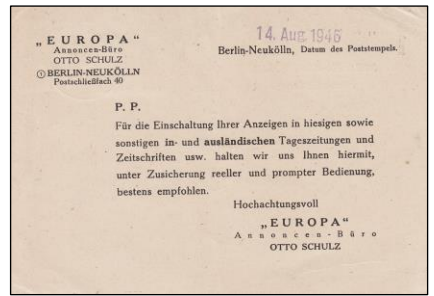 „EUROPA“
Annoncen-Büro
OTTO SCHULZ
① BERLIN-NEUKÖLLN
Postschließfach 40
14. Aug. 1946
Berlin-Neukölln, Datum des Poststempels.
P. P.
Für die Einschaltung Ihrer Anzeigen in hiesigen sowie
sonstigen in- und ausländischen Tageszeitungen und
Zeitschriften usw. halten wir uns Ihnen hiermit,
unter Zusicherung reeller und prompter Bedienung,
bestens empfohlen.
Hochachtungsvoll
„EUROPA“
Annoncen-Büro
OTTO SCHULZ